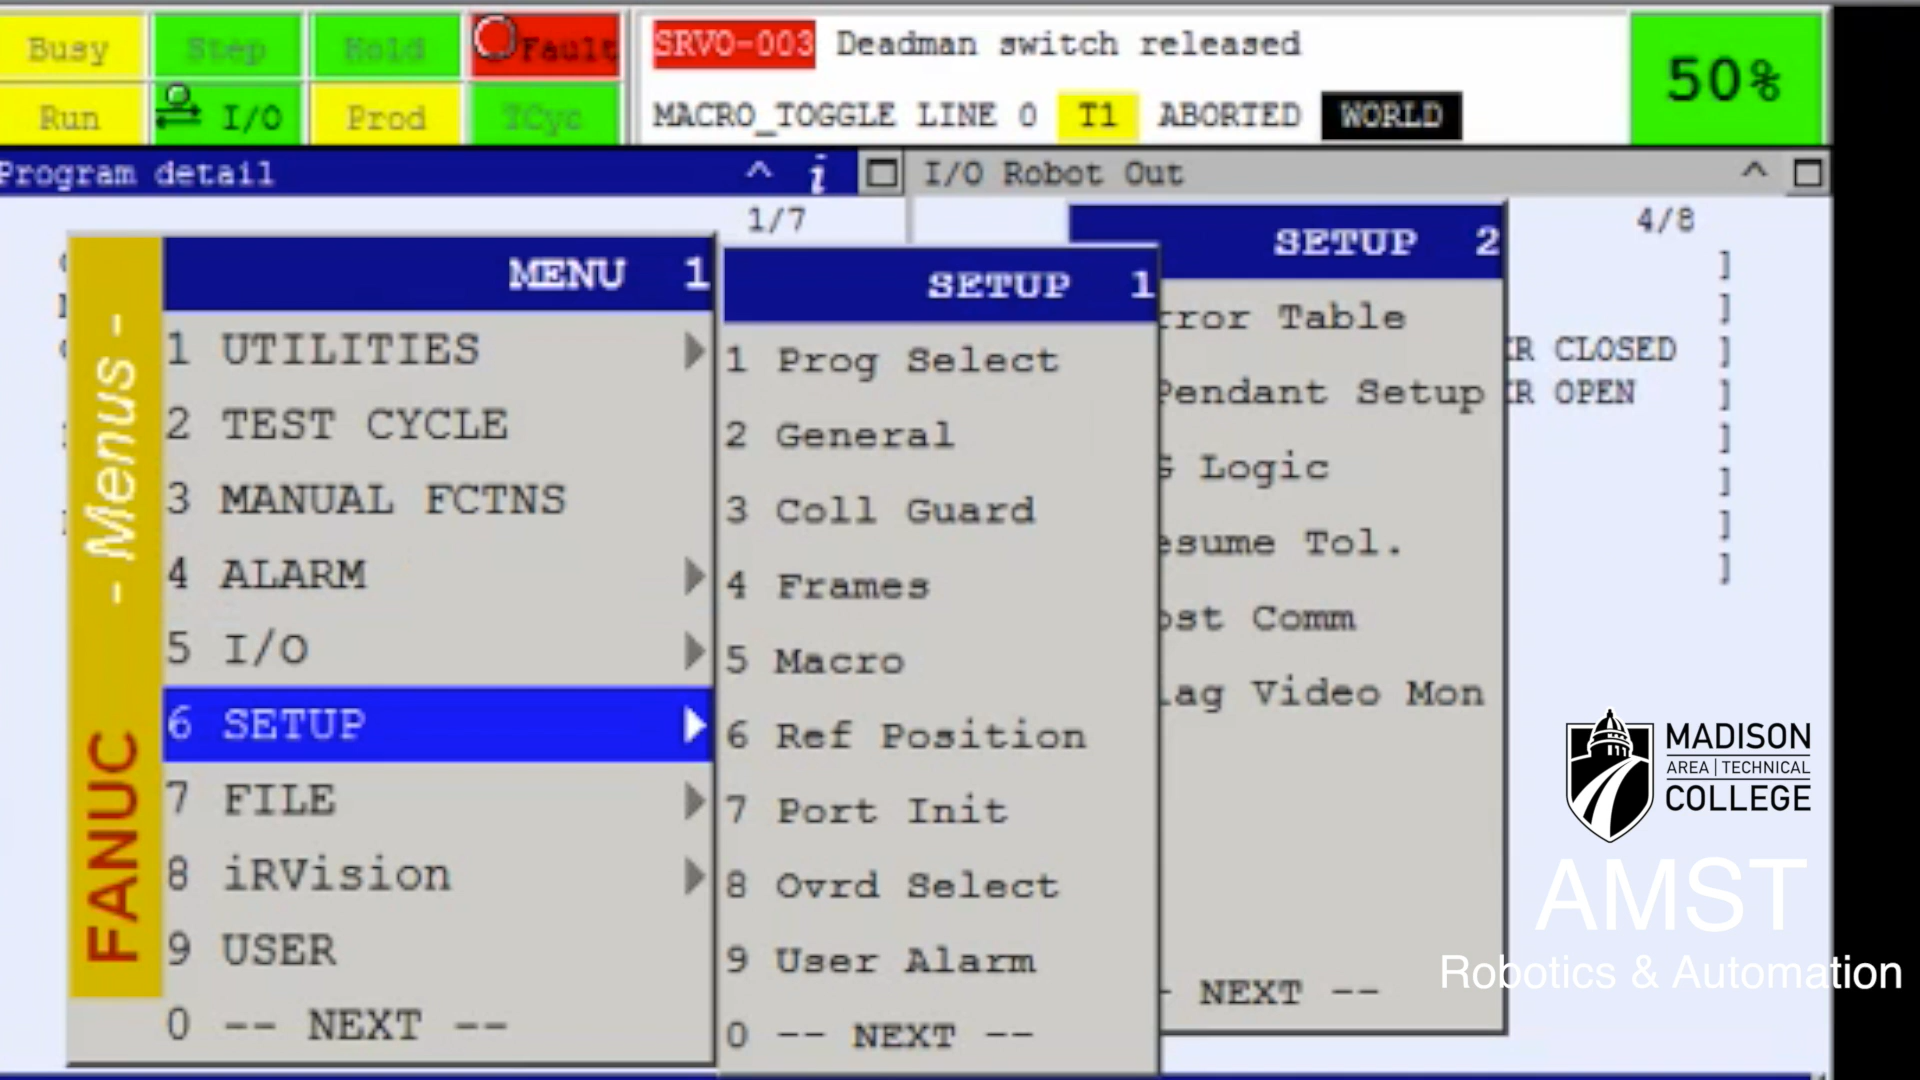 Busy Step Hold Fault SRVO-003 Deadman switch released 50%
Run I/O Prod TCyc MACRO_TOGGLE LINE 0 T1 ABORTED WORLD
Program detail ^ i I/O Robot Out ^
1/7 4/8
FANUC - Menus -
MENU 1
1 UTILITIES
2 TEST CYCLE
3 MANUAL FCTNS
4 ALARM
5 I/O
6 SETUP
7 FILE
8 iRVision
9 USER
0 -- NEXT --
SETUP 1
1 Prog Select
2 General
3 Coll Guard
4 Frames
5 Macro
6 Ref Position
7 Port Init
8 Ovrd Select
9 User Alarm
0 -- NEXT --
SETUP 2
rror Table
Pendant Setup
Logic
esume Tol.
ost Comm
iag Video Mon
- NEXT --
]
]
R CLOSED ]
R OPEN ]
]
]
]
]
MADISON
AREA | TECHNICAL
COLLEGE
AMST
Robotics & Automation